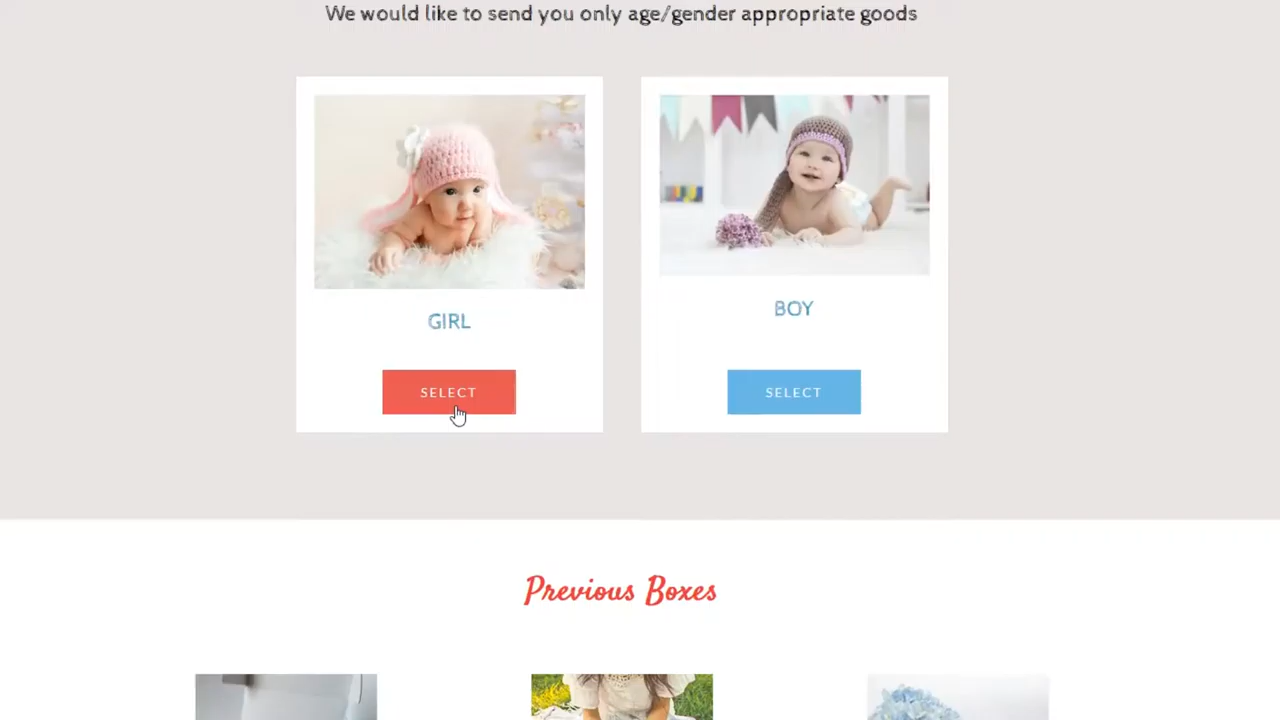 We would like to send you only age/gender appropriate goods
GIRL
BOY
SELECT
SELECT
Previous Boxes